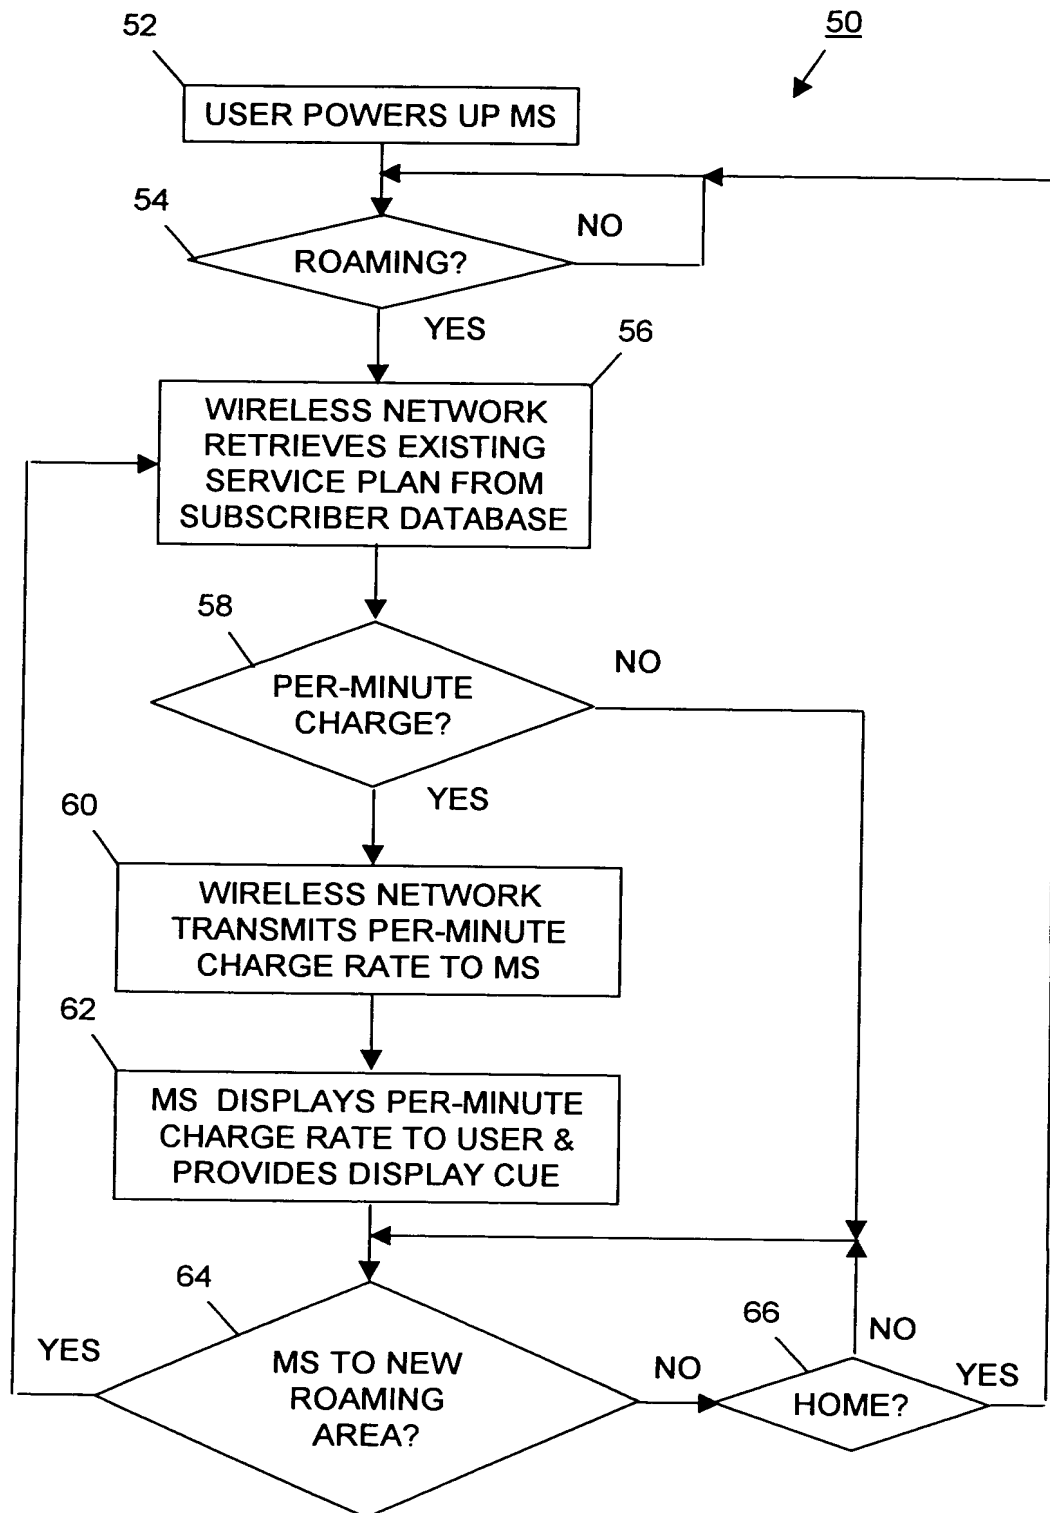 52
50
USER POWERS UP MS
54
NO
ROAMING?
YES
56
WIRELESS NETWORK
RETRIEVES EXISTING
SERVICE PLAN FROM
SUBSCRIBER DATABASE
58
NO
PER-MINUTE
CHARGE?
YES
60
WIRELESS NETWORK
TRANSMITS PER-MINUTE
CHARGE RATE TO MS
62
MS DISPLAYS PER-MINUTE
CHARGE RATE TO USER &
PROVIDES DISPLAY CUE
64
66
NO
YES
MS TO NEW
ROAMING
AREA?
NO
HOME?
YES